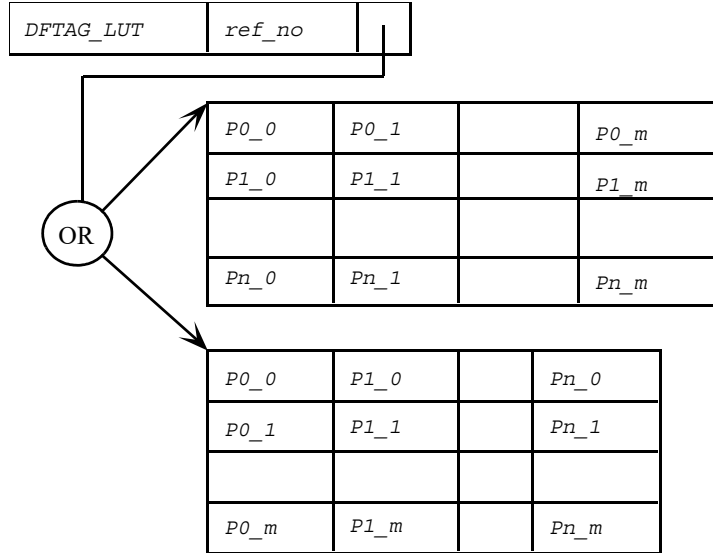 DFTAG_LUT ref_no
P0_0 P0_1 P0_m
P1_0 P1_1 P1_m
OR
Pn_0 Pn_1 Pn_m
P0_0 P1_0 Pn_0
P0_1 P1_1 Pn_1
P0_m P1_m Pn_m